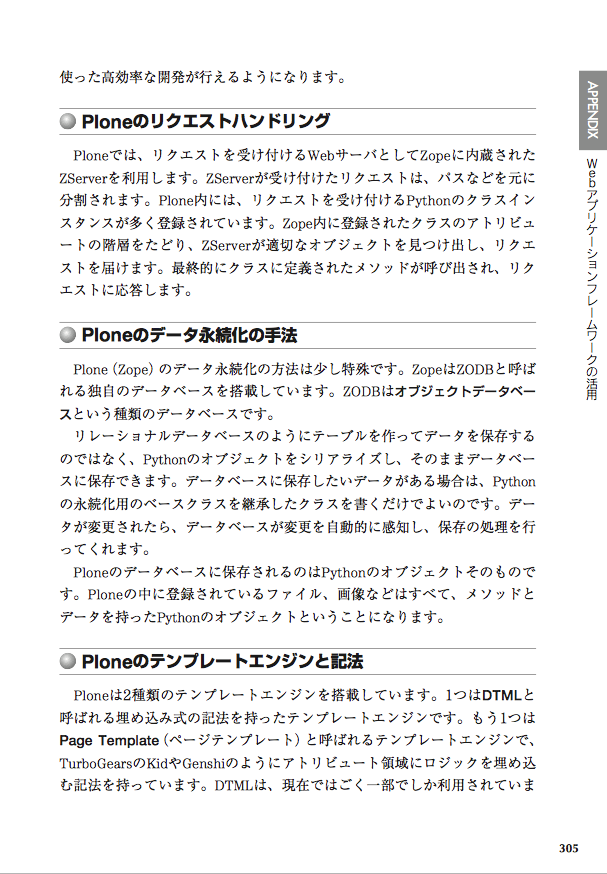 使った高効率な開発が行えるようになります。
Ploneのリクエストハンドリング
Ploneでは、リクエストを受け付けるWebサーバとしてZopeに内蔵された
ZServerを利用します。ZServerが受け付けたリクエストは、パスなどを元に
分割されます。Plone内には、リクエストを受け付けるPythonのクラスイン
スタンスが多く登録されています。Zope内に登録されたクラスのアトリビュ
ートの階層をたどり、ZServerが適切なオブジェクトを見つけ出し、リクエ
ストを届けます。最終的にクラスに定義されたメソッドが呼び出され、リク
エストに応答します。
Ploneのデータ永続化の手法
Plone（Zope）のデータ永続化の方法は少し特殊です。ZopeはZODBと呼ば
れる独自のデータベースを搭載しています。ZODBはオブジェクトデータベー
スという種類のデータベースです。
リレーショナルデータベースのようにテーブルを作ってデータを保存する
のではなく、Pythonのオブジェクトをシリアライズし、そのままデータベー
スに保存できます。データベースに保存したいデータがある場合は、Python
の永続化用のベースクラスを継承したクラスを書くだけでよいのです。デー
タが変更されたら、データベースが変更を自動的に感知し、保存の処理を行
ってくれます。
Ploneのデータベースに保存されるのはPythonのオブジェクトそのもので
す。Ploneの中に登録されているファイル、画像などはすべて、メソッドと
データを持ったPythonのオブジェクトということになります。
Ploneのテンプレートエンジンと記法
Ploneは2種類のテンプレートエンジンを搭載しています。1つはDTMLと
呼ばれる埋め込み式の記法を持ったテンプレートエンジンです。もう1つは
Page Template（ページテンプレート）と呼ばれるテンプレートエンジンで、
TurboGearsのKidやGenshiのようにアトリビュート領域にロジックを埋め込
む記法を持っています。DTMLは、現在ではごく一部でしか利用されていま
APPENDIX
Webアプリケーションフレームワークの活用
305